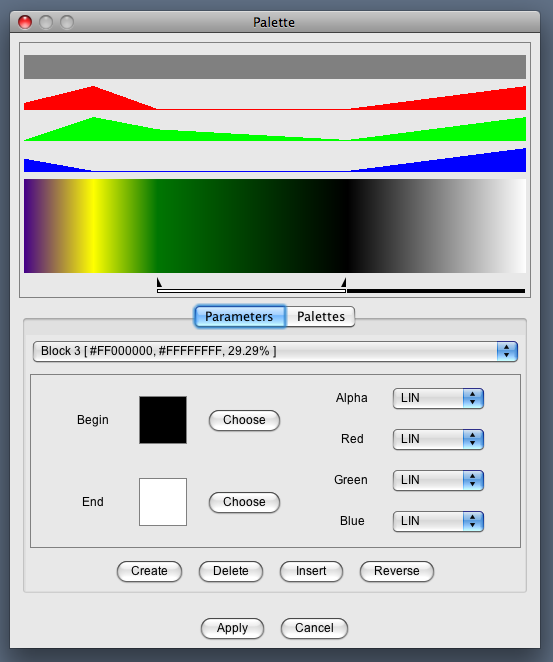 Palette
Parameters Palettes
Block 3 [ #FF000000, #FFFFFFFF, 29.29% ]
Begin Choose
End Choose
Alpha LIN
Red LIN
Green LIN
Blue LIN
Create Delete Insert Reverse
Apply Cancel